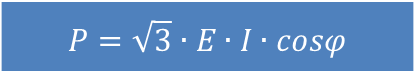 P = √3 · E · I · cosφ